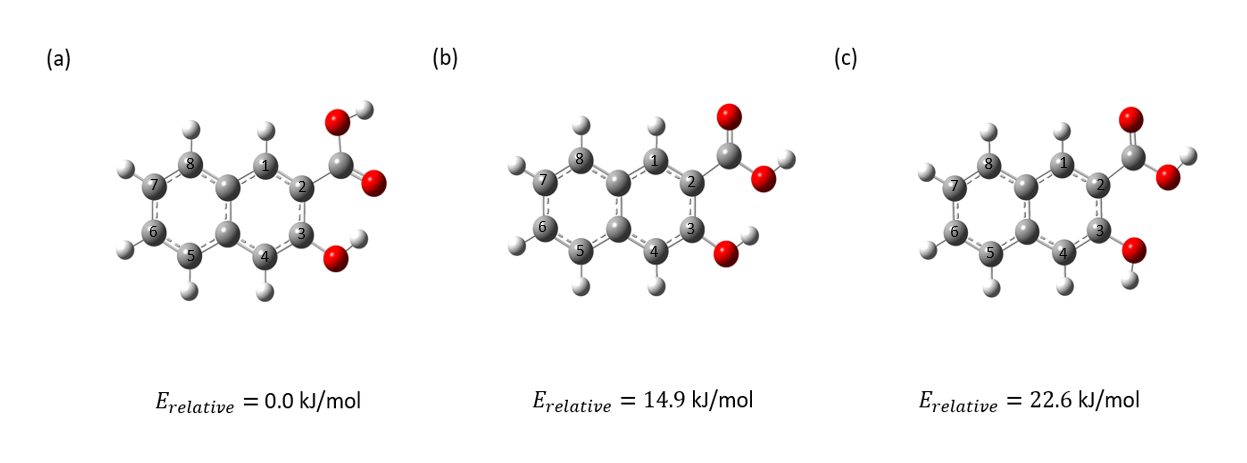 (a) (b) (c)
8 1 8 1 8 1
7 2 7 2 7 2
6 3 6 3 6 3
5 4 5 4 5 4
E_relative = 0.0 kJ/mol E_relative = 14.9 kJ/mol E_relative = 22.6 kJ/mol